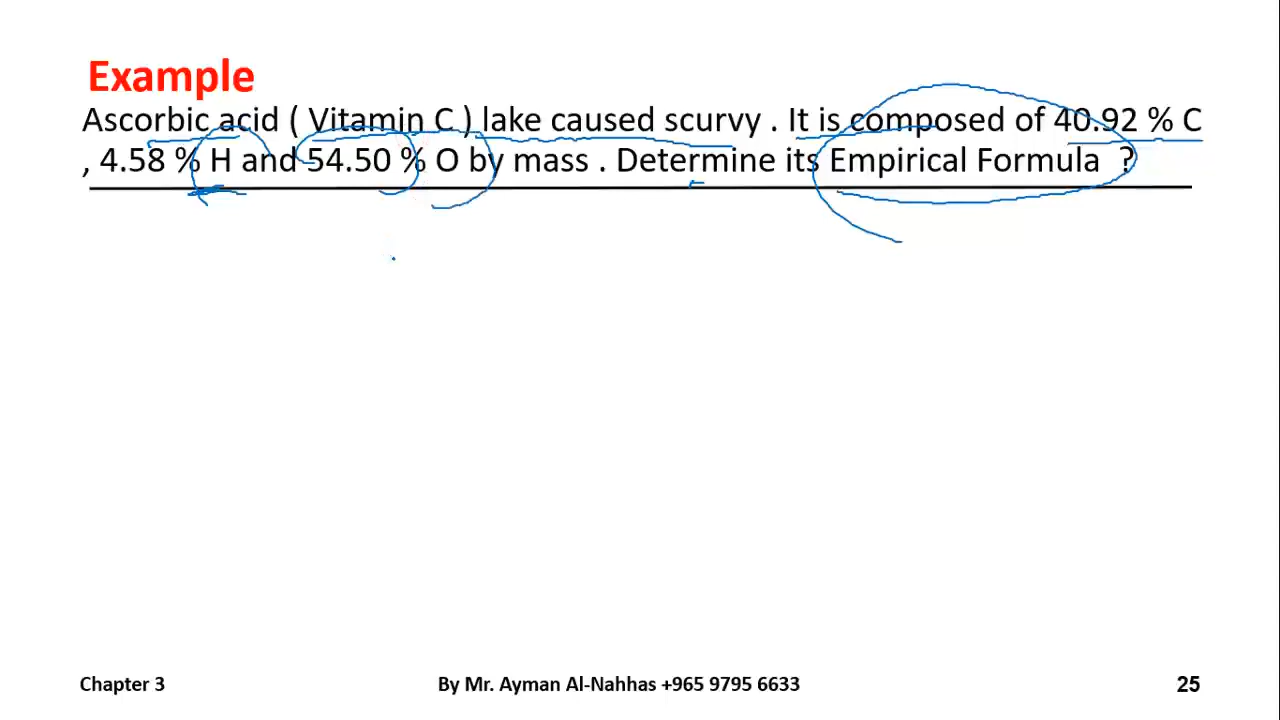 Example
Ascorbic acid ( Vitamin C ) lake caused scurvy . It is composed of 40.92 % C
, 4.58 % H and 54.50 % O by mass . Determine its Empirical Formula ?
Chapter 3
By Mr. Ayman Al-Nahhas +965 9795 6633
25